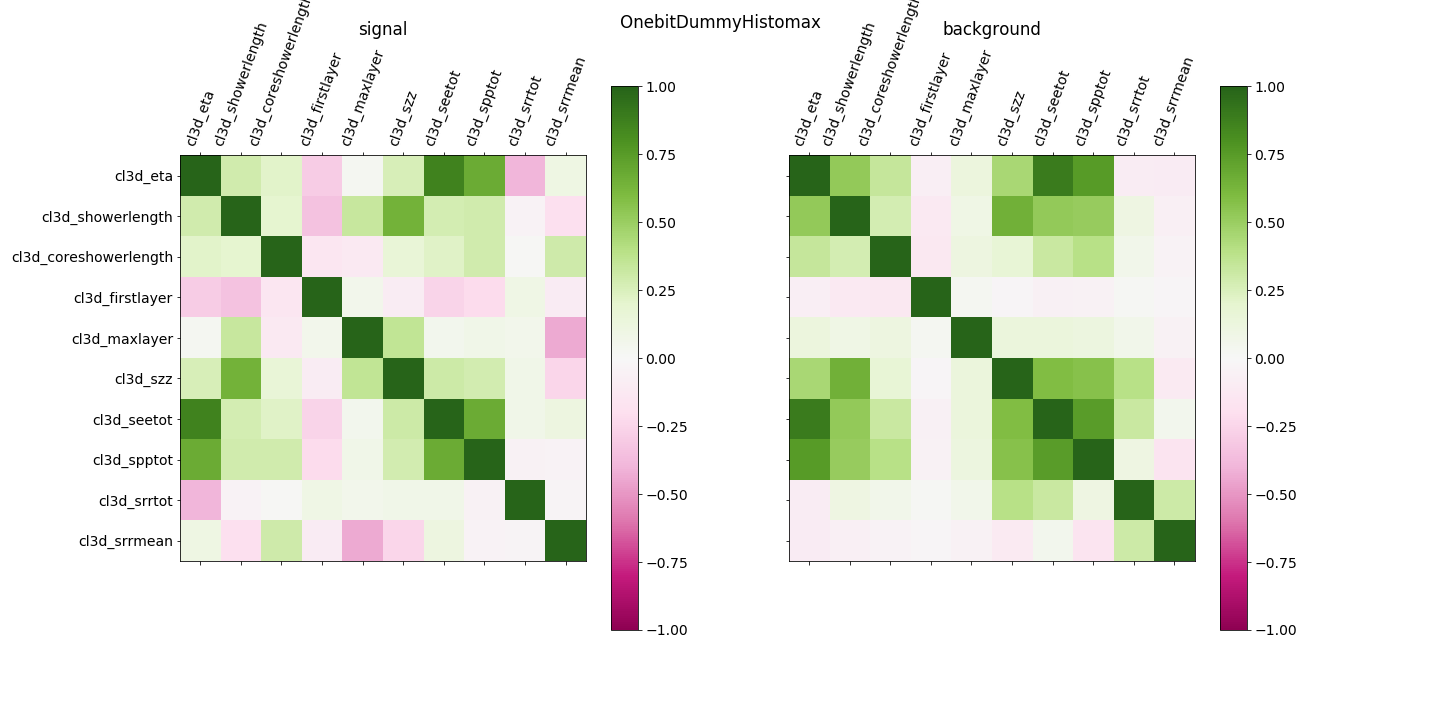 OnebitDummyHistomax
signal
background
cl3d_eta
cl3d_showerlength
cl3d_coreshowerlength
cl3d_firstlayer
cl3d_maxlayer
cl3d_szz
cl3d_seetot
cl3d_spptot
cl3d_srrtot
cl3d_srrmean
cl3d_eta
cl3d_showerlength
cl3d_coreshowerlength
cl3d_firstlayer
cl3d_maxlayer
cl3d_szz
cl3d_seetot
cl3d_spptot
cl3d_srrtot
cl3d_srrmean
cl3d_eta
cl3d_showerlength
cl3d_coreshowerlength
cl3d_firstlayer
cl3d_maxlayer
cl3d_szz
cl3d_seetot
cl3d_spptot
cl3d_srrtot
cl3d_srrmean
1.00
0.75
0.50
0.25
0.00
−0.25
−0.50
−0.75
−1.00
1.00
0.75
0.50
0.25
0.00
−0.25
−0.50
−0.75
−1.00